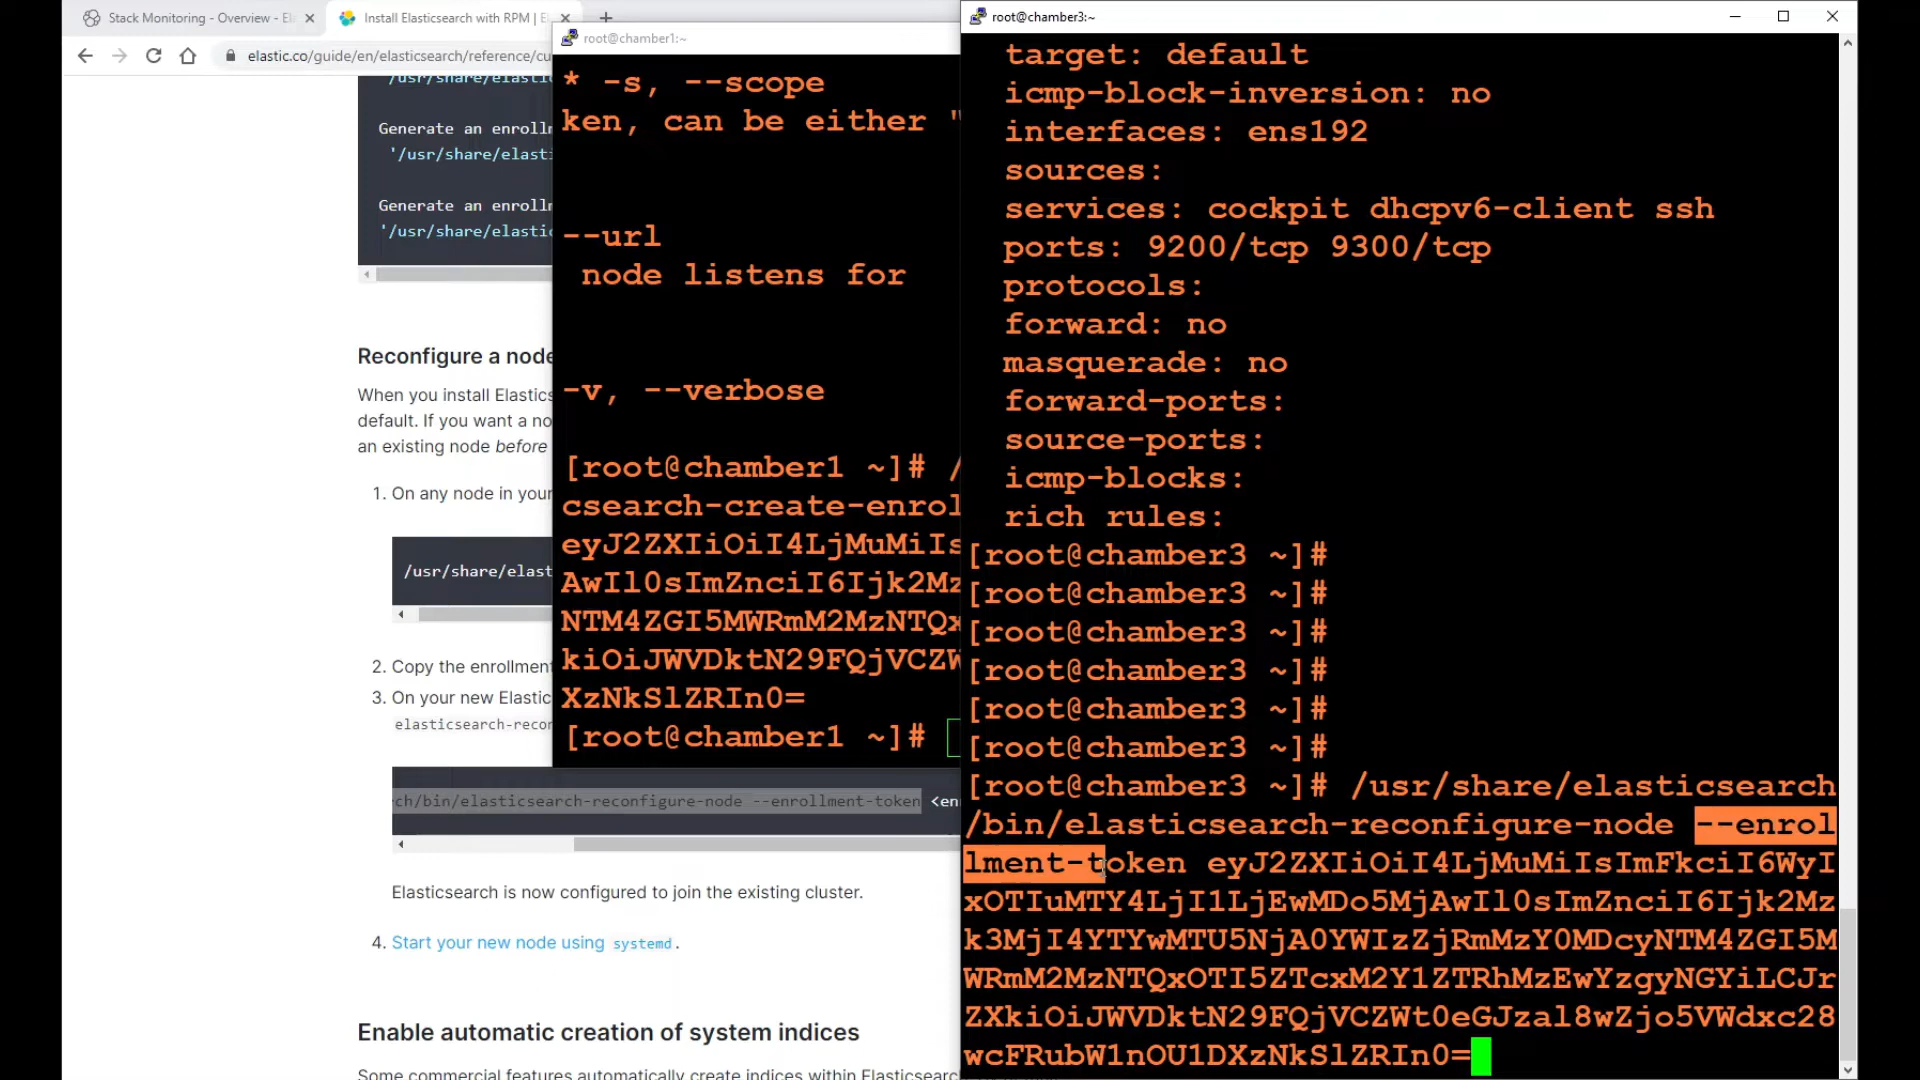 Stack Monitoring - Overview - El
Install Elasticsearch with RPM | E
elastic.co/guide/en/elasticsearch/reference/cu
Generate an enrollm
'/usr/share/elasti
Generate an enrollm
'/usr/share/elastic
Reconfigure a node
When you install Elastics
default. If you want a no
an existing node before
1. On any node in your
/usr/share/elast
2. Copy the enrollment
3. On your new Elastic
elasticsearch-recon
ch/bin/elasticsearch-reconfigure-node --enrollment-token <en
Elasticsearch is now configured to join the existing cluster.
4. Start your new node using systemd.
Enable automatic creation of system indices
Some commercial features automatically create indices within Elasticsearch
root@chamber1:~
* -s, --scope
ken, can be either "
--url
node listens for
-v, --verbose
[root@chamber1 ~]# /
csearch-create-enrol
eyJ2ZXIiOiI4LjMuMiIs
AwIl0sImZnciI6Ijk2Mz
NTM4ZGI5MWRmM2MzNTQx
kiOiJWVDktN29FQjVCZW
XzNkSlZRIn0=
[root@chamber1 ~]#
root@chamber3:~
target: default
icmp-block-inversion: no
interfaces: ens192
sources:
services: cockpit dhcpv6-client ssh
ports: 9200/tcp 9300/tcp
protocols:
forward: no
masquerade: no
forward-ports:
source-ports:
icmp-blocks:
rich rules:
[root@chamber3 ~]#
[root@chamber3 ~]#
[root@chamber3 ~]#
[root@chamber3 ~]#
[root@chamber3 ~]#
[root@chamber3 ~]#
[root@chamber3 ~]# /usr/share/elasticsearch
/bin/elasticsearch-reconfigure-node --enrol
lment-token eyJ2ZXIiOiI4LjMuMiIsImFkciI6WyI
xOTIuMTY4LjI1LjEwMDo5MjAwIl0sImZnciI6Ijk2Mz
k3MjI4YTYwMTU5NjA0YWIzZjRmMzY0MDcyNTM4ZGI5M
WRmM2MzNTQxOTI5ZTcxM2Y1ZTRhMzEwYzgyNGYiLCJr
ZXkiOiJWVDktN29FQjVCZWt0eGJzal8wZjo5VWdxc28
wcFRubW1nOU1DXzNkSlZRIn0=